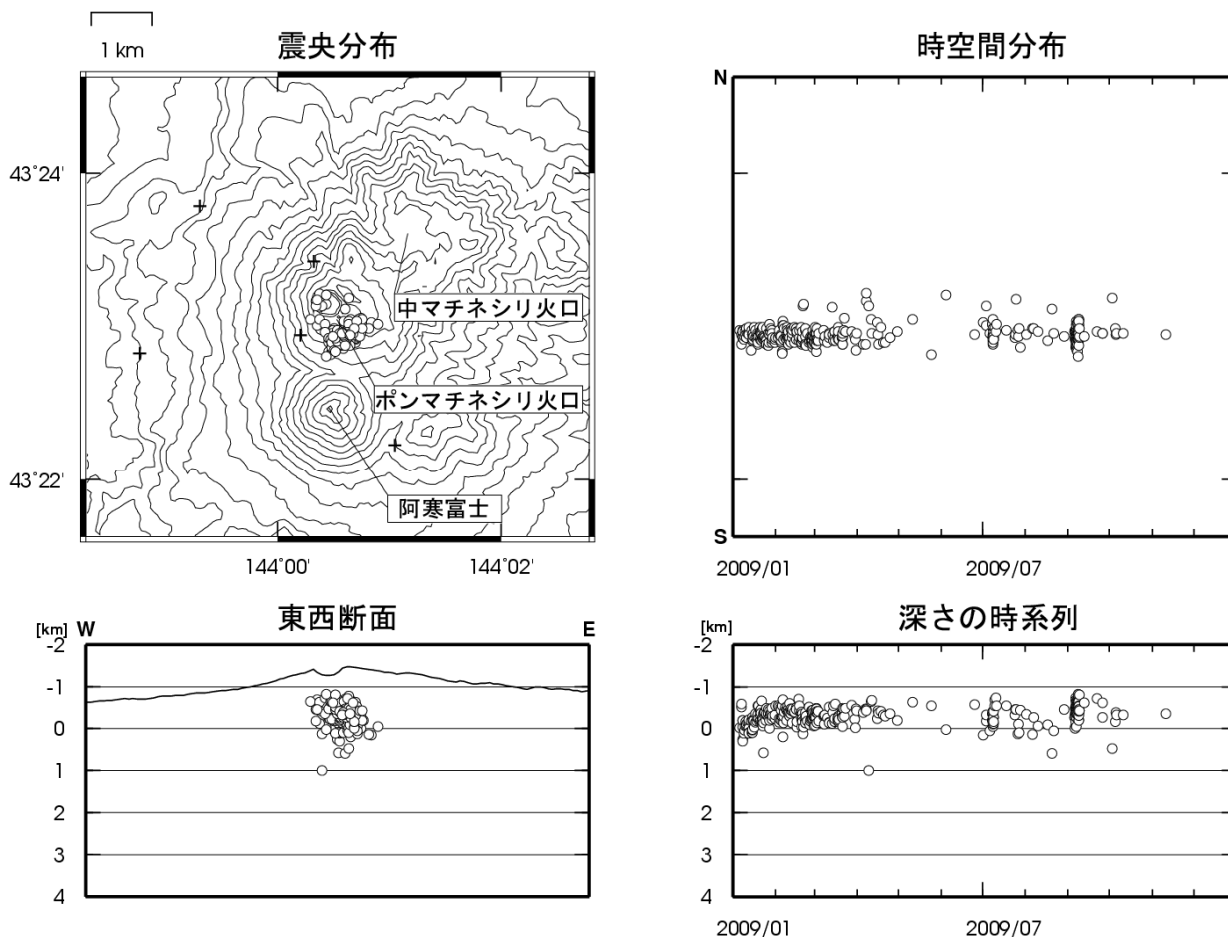 1 km
震央分布
43°24'
43°22'
中マチネシリ火口
ポンマチネシリ火口
阿寒富士
144°00' 144°02'
時空間分布
N
S
2009/01 2009/07
東西断面
[km] W E
-2
-1
0
1
2
3
4
深さの時系列
[km]
-2
-1
0
1
2
3
4
2009/01 2009/07